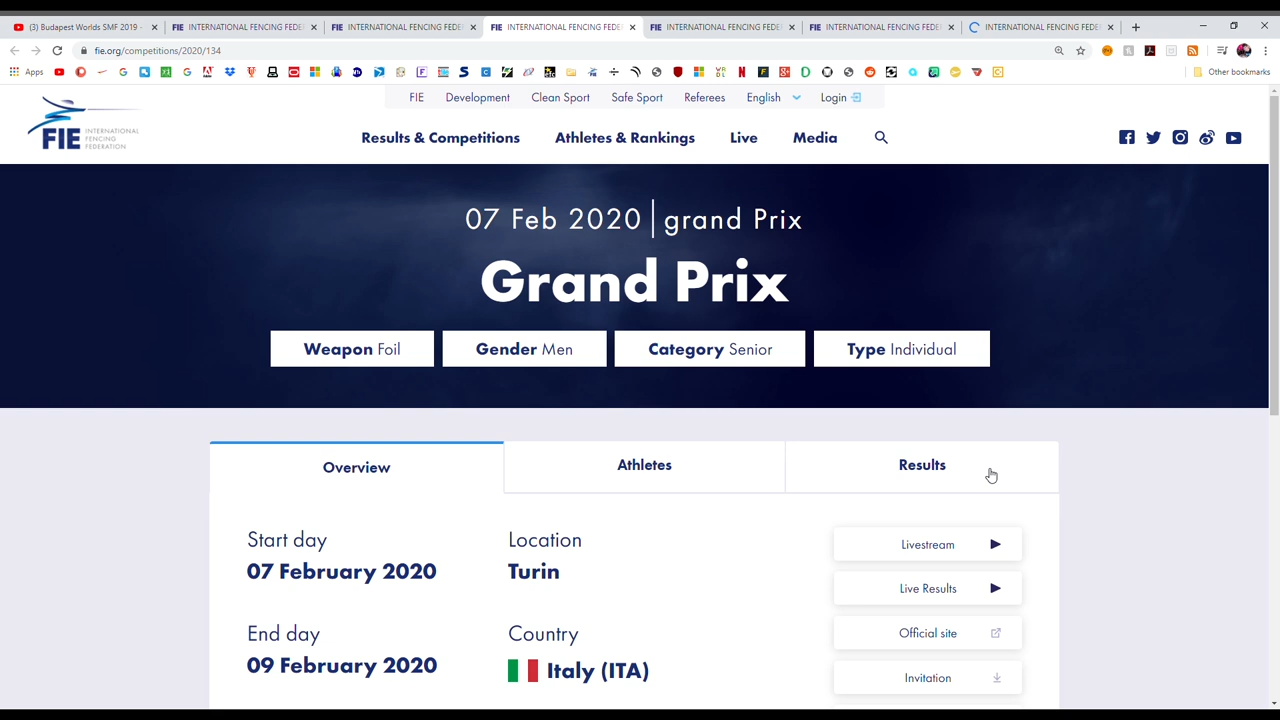 (3) Budapest Worlds SMF 2019 -
INTERNATIONAL FENCING FEDER
INTERNATIONAL FENCING FEDER
INTERNATIONAL FENCING FEDER
INTERNATIONAL FENCING FEDER
INTERNATIONAL FENCING FEDER
INTERNATIONAL FENCING FEDER
fie.org/competitions/2020/134
Apps
Other bookmarks
FIE
Development
Clean Sport
Safe Sport
Referees
English
Login
FIE INTERNATIONAL
FENCING
FEDERATION
Results & Competitions
Athletes & Rankings
Live
Media
07 Feb 2020 | grand Prix
Grand Prix
Weapon Foil
Gender Men
Category Senior
Type Individual
Overview
Athletes
Results
Start day
07 February 2020
Location
Turin
Livestream
Live Results
End day
09 February 2020
Country
Italy (ITA)
Official site
Invitation